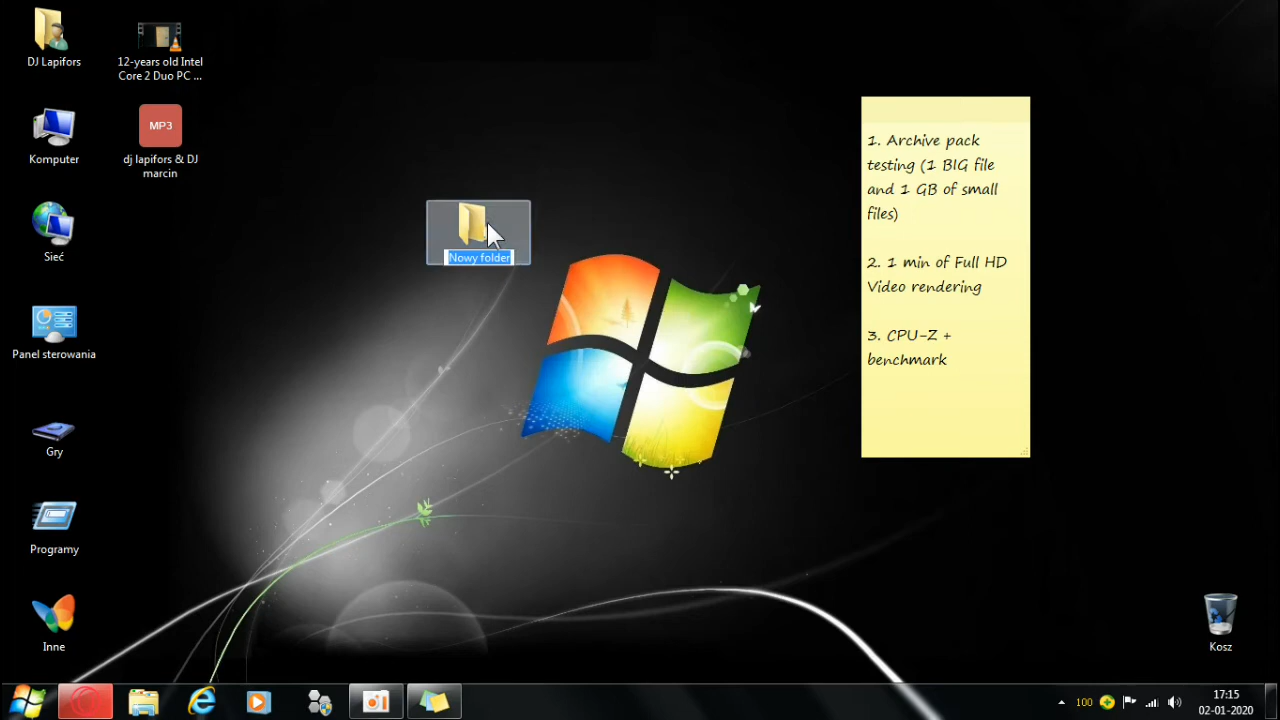 DJ Lapifors
12-years old Intel
Core 2 Duo PC ...
Komputer
MP3
dj lapifors & DJ
marcin
Sieć
Panel sterowania
Gry
Programy
Inne
Nowy folder
1. Archive pack
testing (1 BIG file
and 1 GB of small
files)
2. 1 min of Full HD
Video rendering
3. CPU-Z +
benchmark
Kosz
100
17:15
02-01-2020